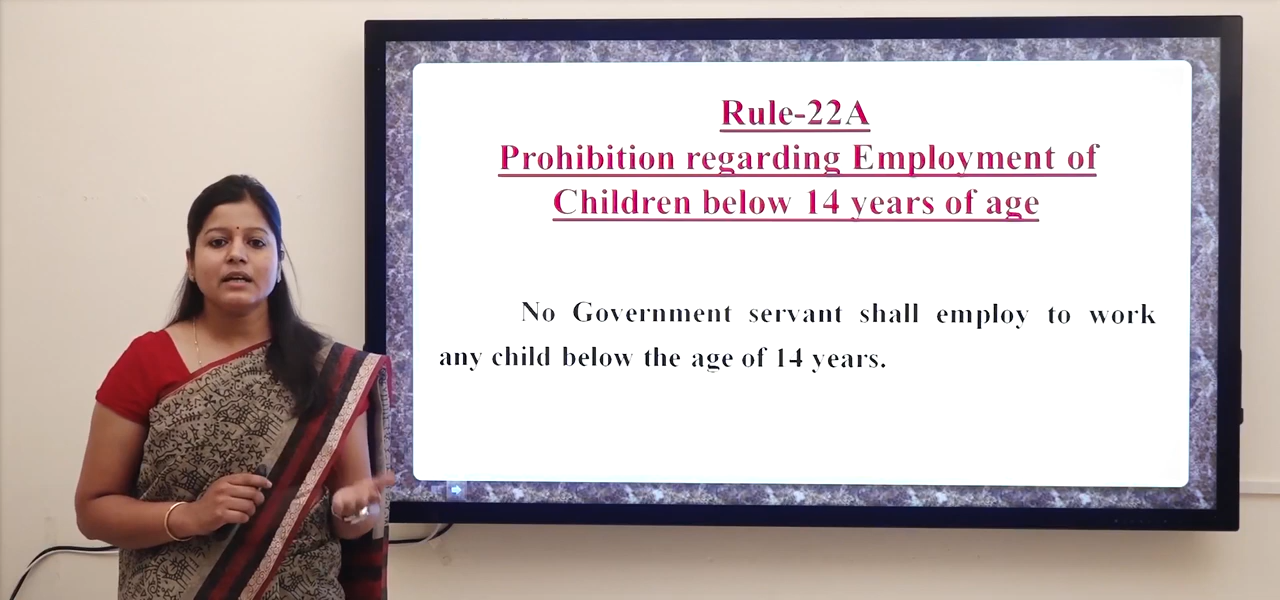 Rule-22A
Prohibition regarding Employment of
Children below 14 years of age
No Government servant shall employ to work
any child below the age of 14 years.